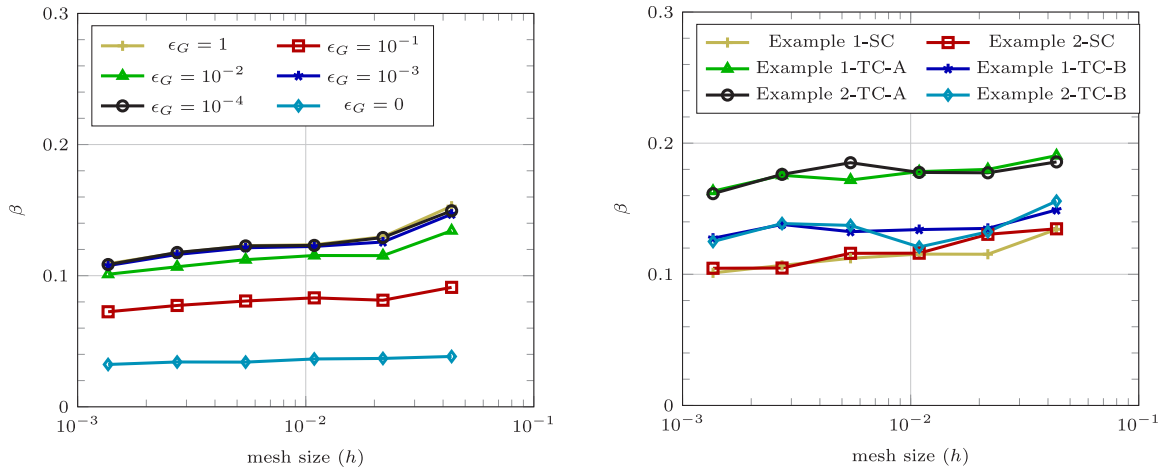 0.3
0.2
0.1
0
β
10⁻³
10⁻²
10⁻¹
mesh size (h)
ϵ_G = 1
ϵ_G = 10⁻¹
ϵ_G = 10⁻²
ϵ_G = 10⁻³
ϵ_G = 10⁻⁴
ϵ_G = 0
0.3
0.2
0.1
0
β
10⁻³
10⁻²
10⁻¹
mesh size (h)
Example 1-SC
Example 2-SC
Example 1-TC-A
Example 1-TC-B
Example 2-TC-A
Example 2-TC-B